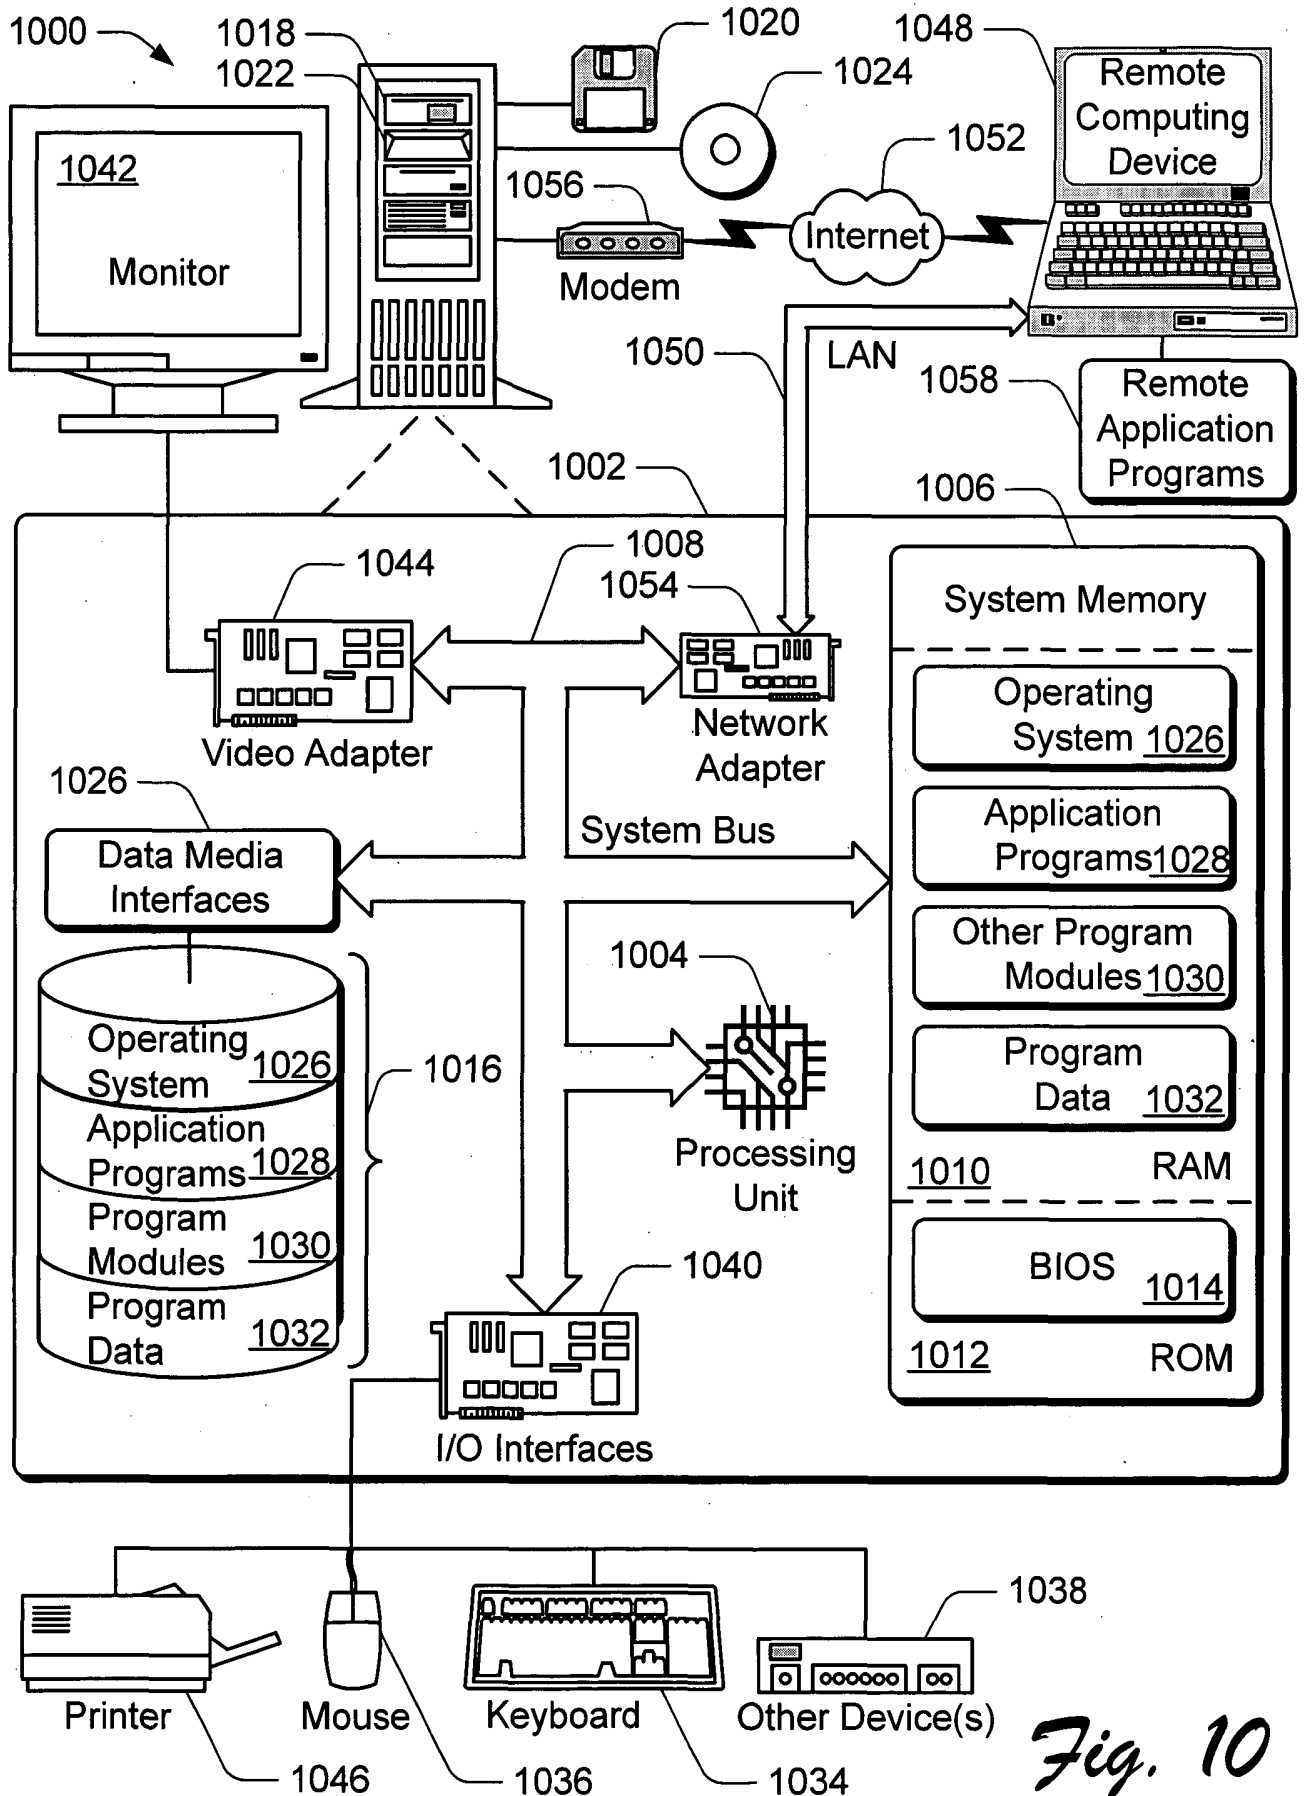 1000
1018
1022
1020
1024
1048
Remote
Computing
Device
1042
Monitor
1056
Modem
1052
Internet
1050
LAN
1058
Remote
Application
Programs
1002
1006
1044
1008
1054
System Memory
Video Adapter
Network
Adapter
Operating
System 1026
1026
Data Media
Interfaces
System Bus
Application
Programs 1028
Other Program
Modules 1030
1004
Processing
Unit
Program
Data 1032
1010 RAM
Operating
System 1026
Application
Programs 1028
Program
Modules 1030
Program
Data 1032
1016
BIOS 1014
1012 ROM
1040
I/O Interfaces
Printer
1046
Mouse
1036
Keyboard
1034
1038
Other Device(s)
Fig. 10